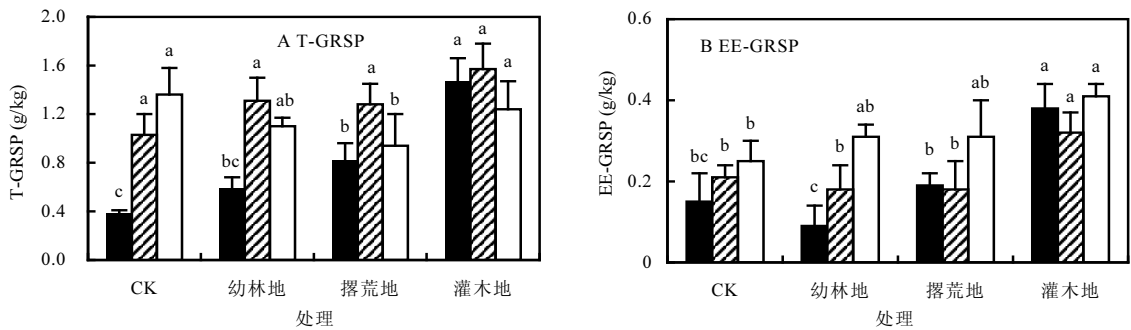 2.0
1.6
1.2
0.8
0.4
0.0
T-GRSP (g/kg)
A T-GRSP
c
a
a
bc
a
ab
b
a
b
a
a
a
CK
幼林地
撂荒地
灌木地
处理
0.6
0.4
0.2
0
EE-GRSP (g/kg)
B EE-GRSP
bc
b
b
c
b
ab
b
b
ab
a
a
a
CK
幼林地
撂荒地
灌木地
处理